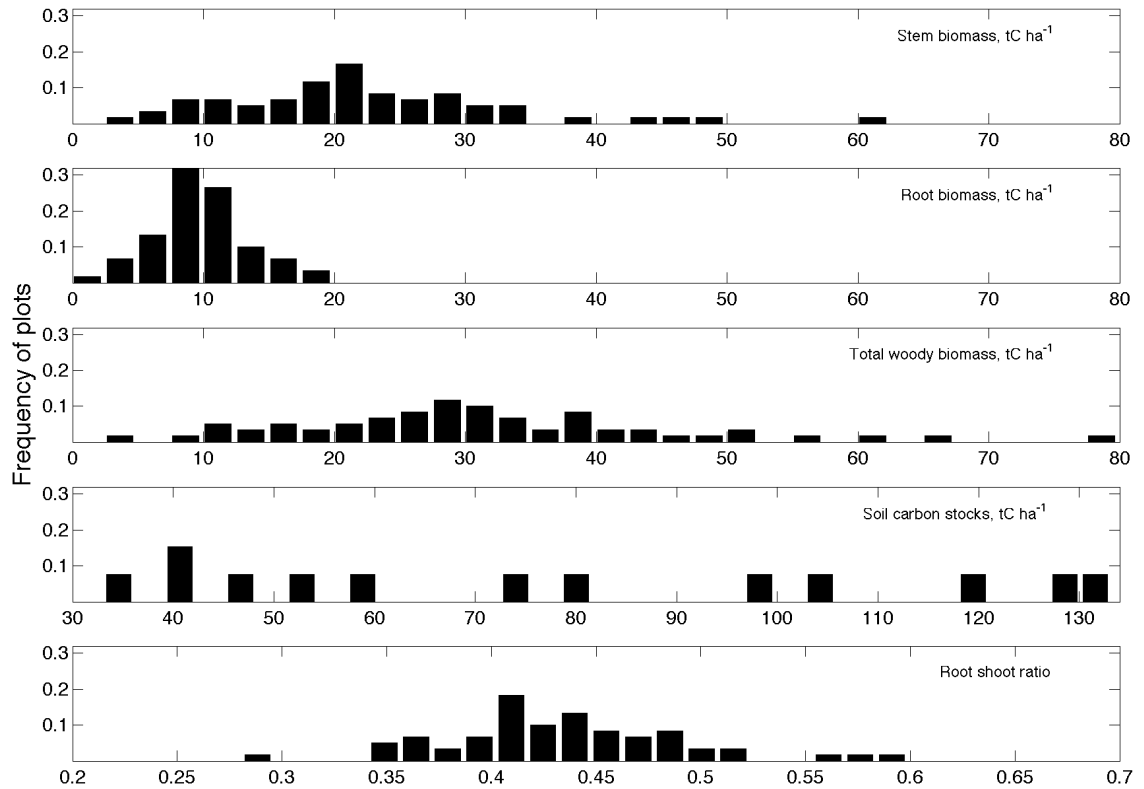 Frequency of plots
0.3
Stem biomass, tC ha⁻¹
0.2
0.1
0 10 20 30 40 50 60 70 80
0.3
Root biomass, tC ha⁻¹
0.2
0.1
0 10 20 30 40 50 60 70 80
0.3
Total woody biomass, tC ha⁻¹
0.2
0.1
0 10 20 30 40 50 60 70 80
0.3
Soil carbon stocks, tC ha⁻¹
0.2
0.1
30 40 50 60 70 80 90 100 110 120 130
0.3
Root shoot ratio
0.2
0.1
0.2 0.25 0.3 0.35 0.4 0.45 0.5 0.55 0.6 0.65 0.7